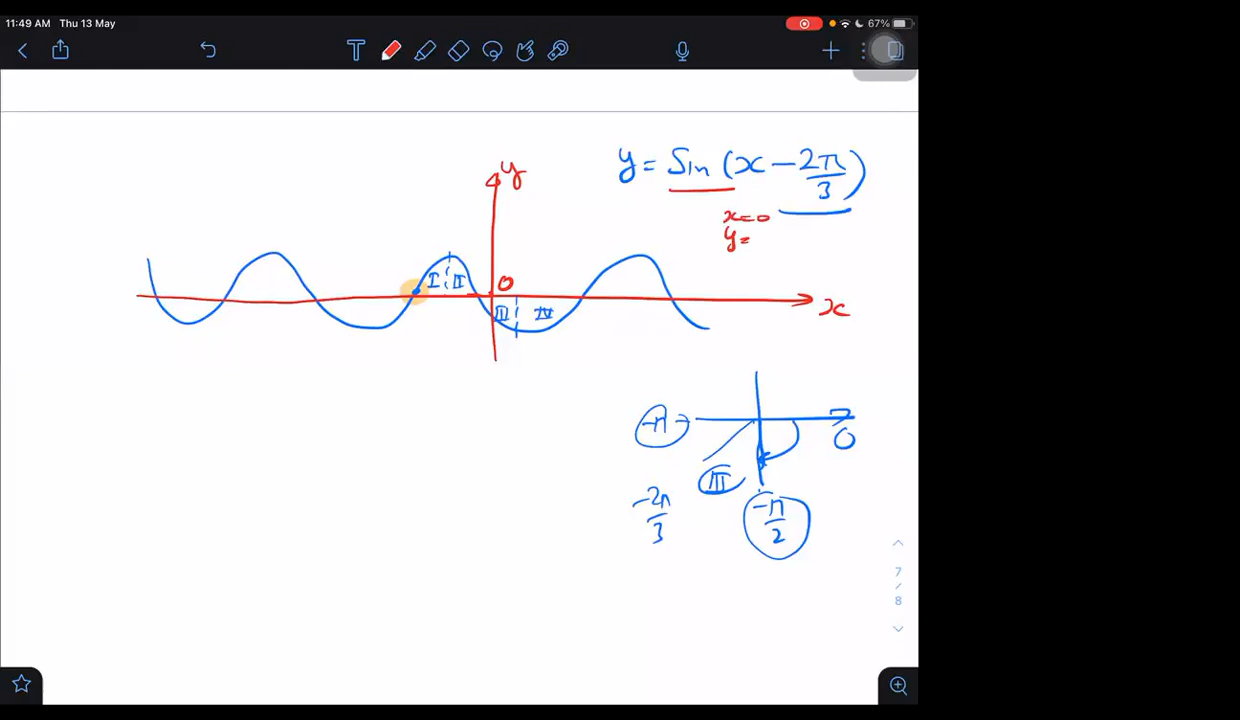 11:49 AM Thu 13 May
67%
T
y = Sin (x - 2π/3)
y
x=0
y=
I II
O
III IV
x
-π
0
III
-2π/3
-π/2
7
/
8